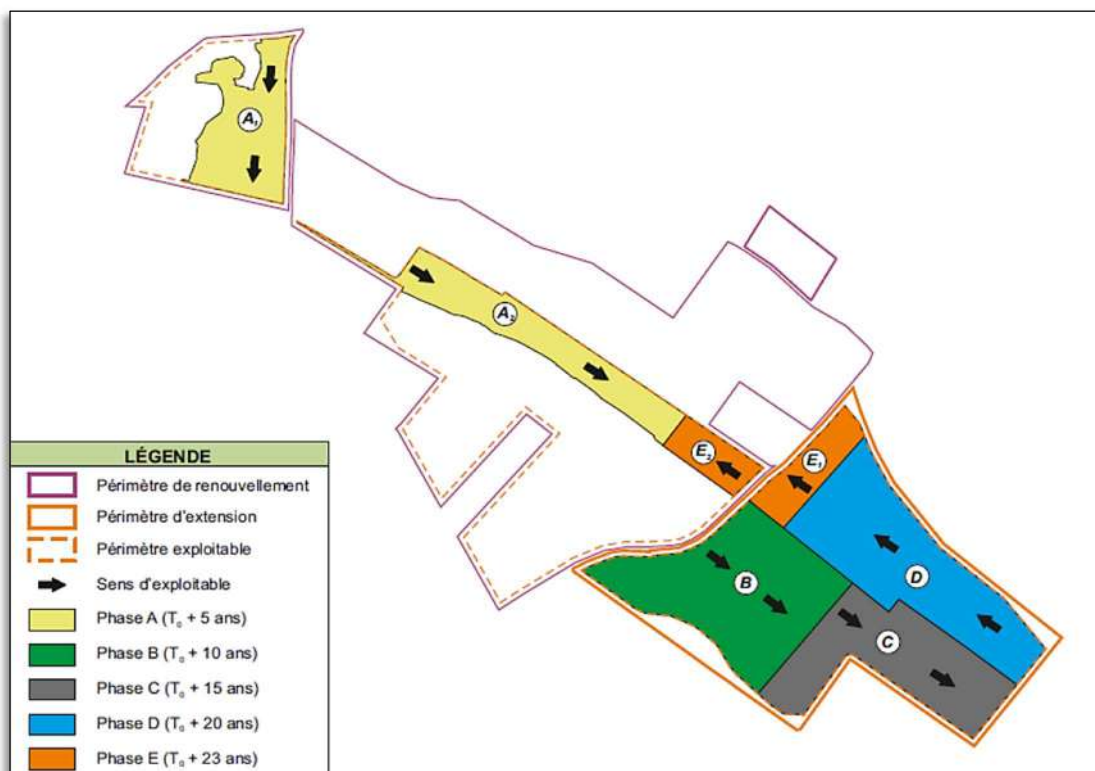 A₁
A₂
E₂
E₁
B
D
C
LÉGENDE
Périmètre de renouvellement
Périmètre d'extension
Périmètre exploitable
Sens d'exploitable
Phase A (T₀ + 5 ans)
Phase B (T₀ + 10 ans)
Phase C (T₀ + 15 ans)
Phase D (T₀ + 20 ans)
Phase E (T₀ + 23 ans)